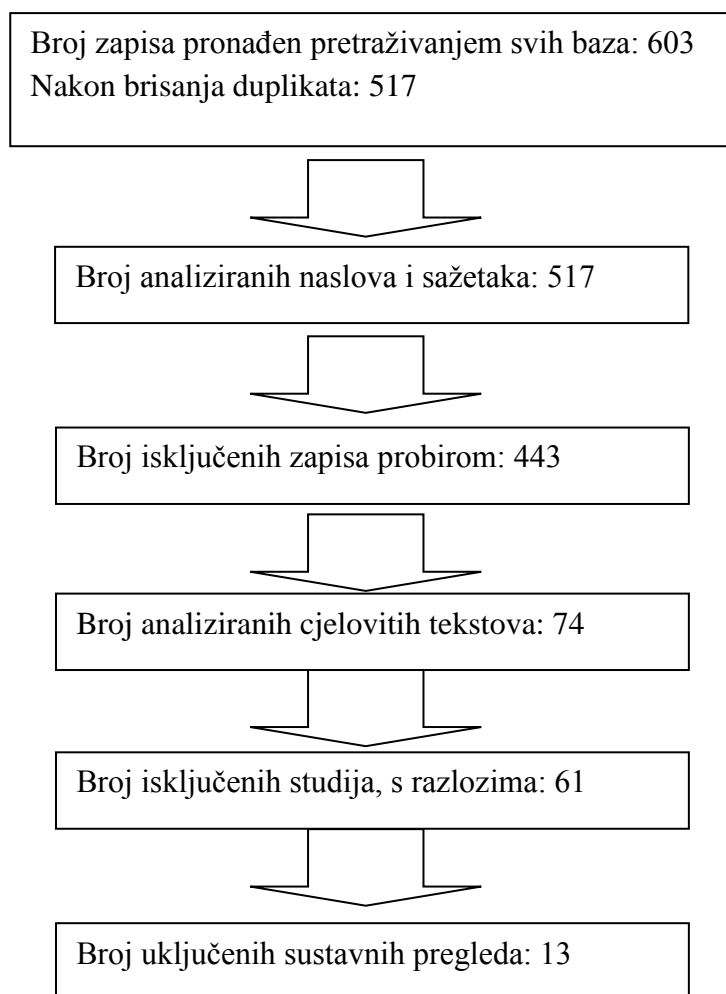 Broj zapisa pronađen pretraživanjem svih baza: 603
Nakon brisanja duplikata: 517
Broj analiziranih naslova i sažetaka: 517
Broj isključenih zapisa probirom: 443
Broj analiziranih cjelovitih tekstova: 74
Broj isključenih studija, s razlozima: 61
Broj uključenih sustavnih pregleda: 13